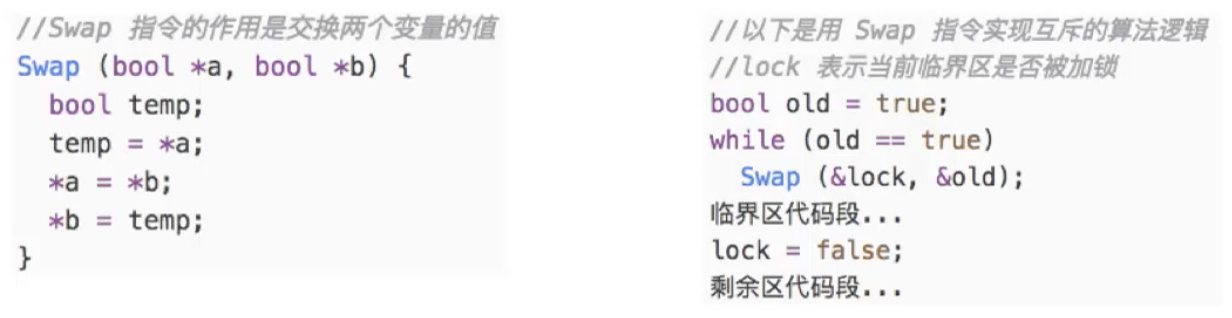 //Swap 指令的作用是交换两个变量的值
Swap (bool *a, bool *b) {
  bool temp;
  temp = *a;
  *a = *b;
  *b = temp;
}
//以下是用 Swap 指令实现互斥的算法逻辑
//lock 表示当前临界区是否被加锁
bool old = true;
while (old == true)
  Swap (&lock, &old);
临界区代码段...
lock = false;
剩余区代码段...